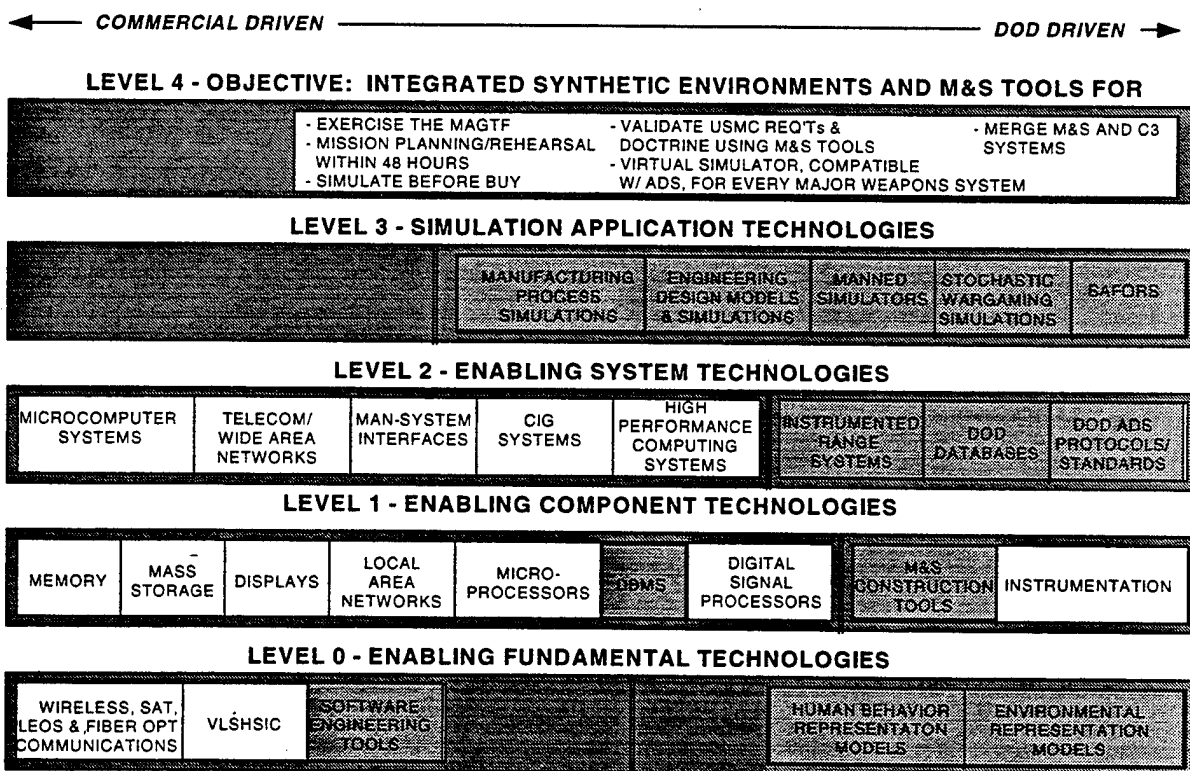 COMMERCIAL DRIVEN
DOD DRIVEN
LEVEL 4 - OBJECTIVE: INTEGRATED SYNTHETIC ENVIRONMENTS AND M&S TOOLS FOR
- EXERCISE THE MAGTF
- MISSION PLANNING/REHEARSAL
WITHIN 48 HOURS
- SIMULATE BEFORE BUY
- VALIDATE USMC REQ'Ts &
DOCTRINE USING M&S TOOLS
- VIRTUAL SIMULATOR, COMPATIBLE
W/ ADS, FOR EVERY MAJOR WEAPONS SYSTEM
- MERGE M&S AND C3
SYSTEMS
LEVEL 3 - SIMULATION APPLICATION TECHNOLOGIES
MANUFACTURING
PROCESS
SIMULATIONS
ENGINEERING
DESIGN MODELS
& SIMULATIONS
MANNED
SIMULATORS
STOCHASTIC
WARGAMING
SIMULATIONS
SAFORS
LEVEL 2 - ENABLING SYSTEM TECHNOLOGIES
MICROCOMPUTER
SYSTEMS
TELECOM/
WIDE AREA
NETWORKS
MAN-SYSTEM
INTERFACES
CIG
SYSTEMS
HIGH
PERFORMANCE
COMPUTING
SYSTEMS
INSTRUMENTED
RANGE
SYSTEMS
DOD
DATABASES
DOD ADS
PROTOCOLS/
STANDARDS
LEVEL 1 - ENABLING COMPONENT TECHNOLOGIES
MEMORY
MASS
STORAGE
DISPLAYS
LOCAL
AREA
NETWORKS
MICRO-
PROCESSORS
DBMS
DIGITAL
SIGNAL
PROCESSORS
M&S
CONSTRUCTION
TOOLS
INSTRUMENTATION
LEVEL 0 - ENABLING FUNDAMENTAL TECHNOLOGIES
WIRELESS, SAT,
LEOS & ,FIBER OPT
COMMUNICATIONS
VLSHSIC
SOFTWARE
ENGINEERING
TOOLS
HUMAN BEHAVIOR
REPRESENTATON
MODELS
ENVIRONMENTAL
REPRESENTATION
MODELS